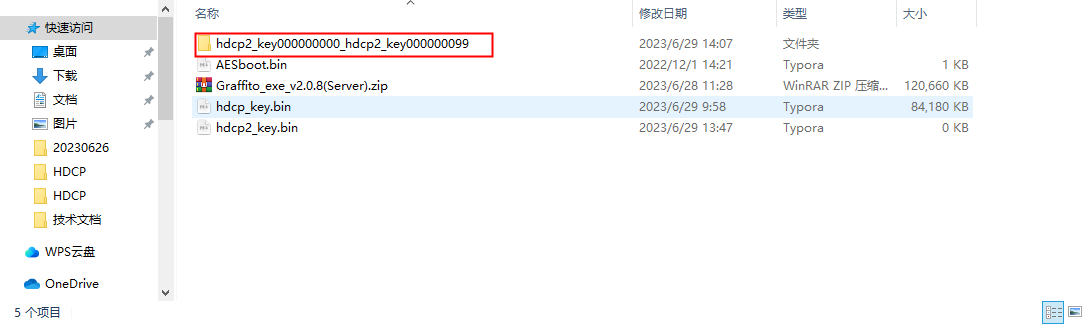 快速访问
桌面
下载
文档
图片
20230626
HDCP
HDCP
技术文档
WPS云盘
OneDrive
名称 修改日期 类型 大小
hdcp2_key000000000_hdcp2_key000000099 2023/6/29 14:07 文件夹
AESboot.bin 2022/12/1 14:21 Typora 1 KB
Graffito_exe_v2.0.8(Server).zip 2023/6/28 11:28 WinRAR ZIP 压缩... 120,660 KB
hdcp_key.bin 2023/6/29 9:58 Typora 84,180 KB
hdcp2_key.bin 2023/6/29 13:47 Typora 0 KB
5 个项目